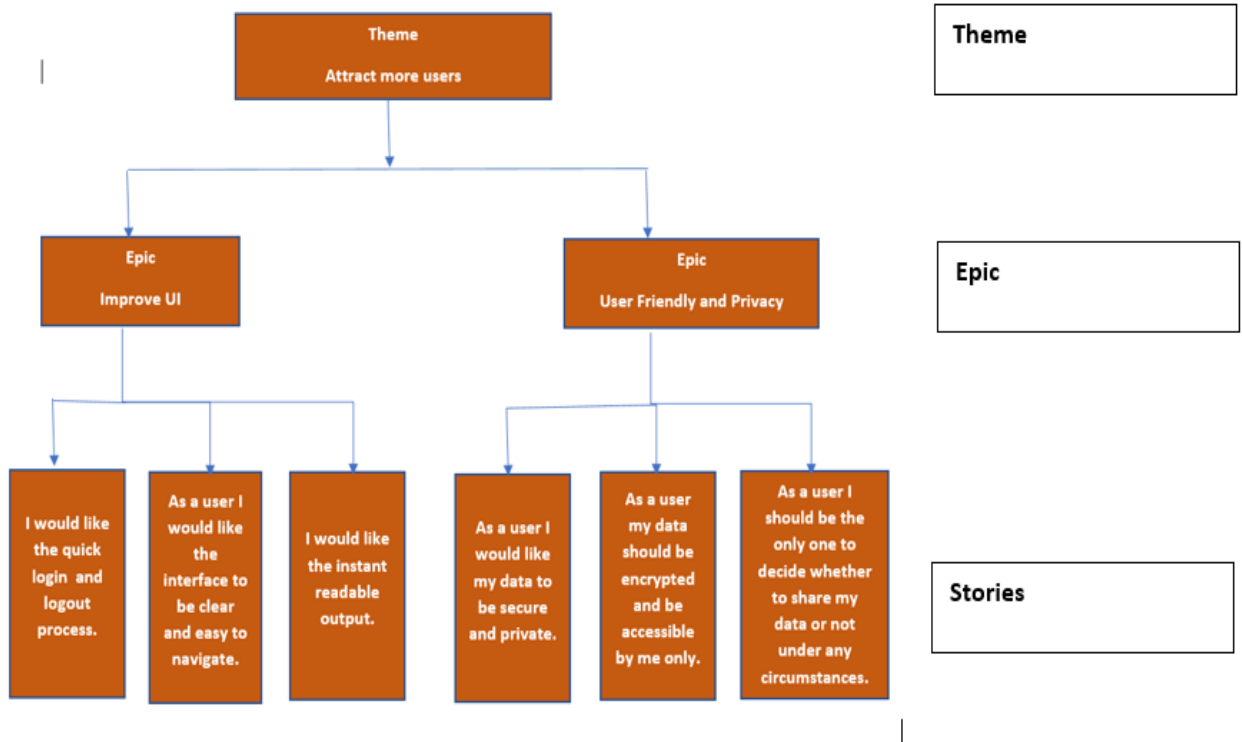 Theme
Attract more users
Theme
Epic
Improve UI
Epic
User Friendly and Privacy
Epic
I would like
the quick
login and
logout
process.
As a user I
would like
the
interface to
be clear
and easy to
navigate.
I would like
the instant
readable
output.
As a user I
would like
my data to
be secure
and private.
As a user
my data
should be
encrypted
and be
accessible
by me only.
As a user I
should be the
only one to
decide whether
to share my
data or not
under any
circumstances.
Stories